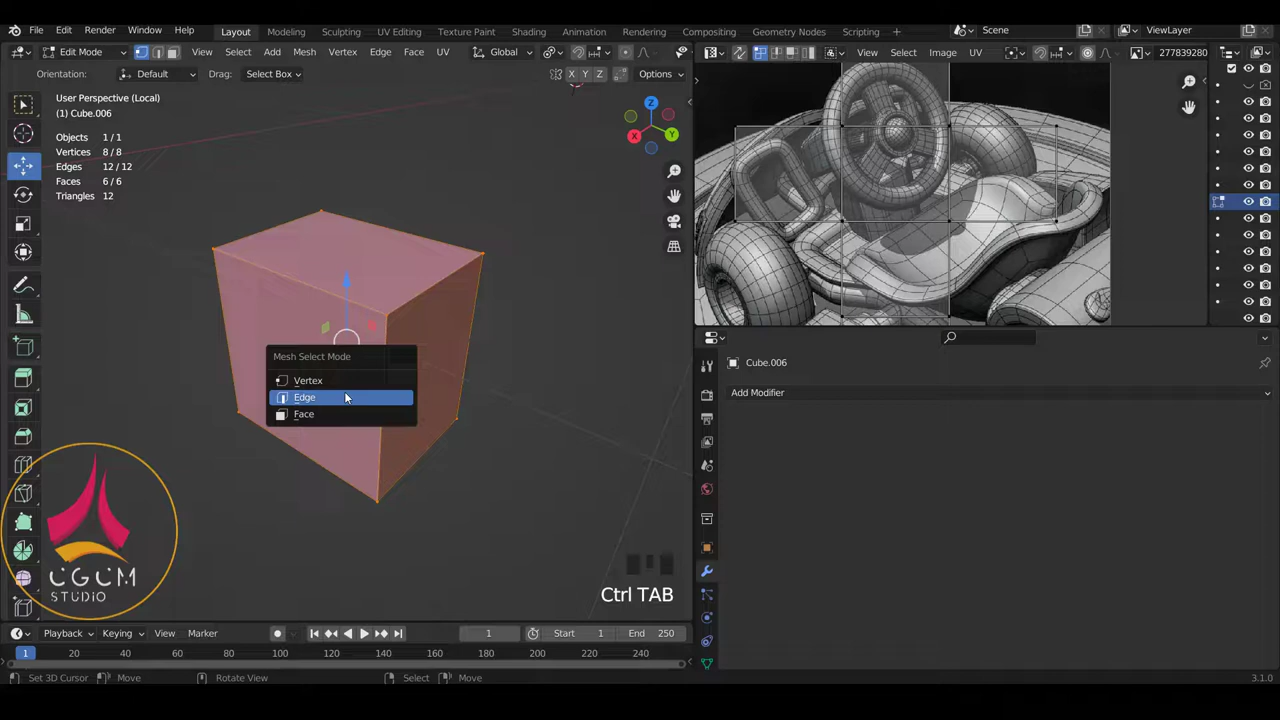 File Edit Render Window Help Layout Modeling Sculpting UV Editing Texture Paint Shading Animation Rendering Compositing Geometry Nodes Scripting Scene ViewLayer
Edit Mode View Select Add Mesh Vertex Edge Face UV Global View Select Image UV 277839280
Orientation: Default Drag: Select Box X Y Z Options
User Perspective (Local)
(1) Cube.006
Objects 1 / 1
Vertices 8 / 8
Edges 12 / 12
Faces 6 / 6
Triangles 12
Z
X Y
Mesh Select Mode
Vertex
Edge
Face
Cube.006
Add Modifier
CGCM
STUDIO
Ctrl TAB
Playback Keying View Marker 1 Start 1 End 250
1 20 40 60 80 100 120 140 160 180 200 220 240
Set 3D Cursor Move Rotate View Select Move 3.1.0